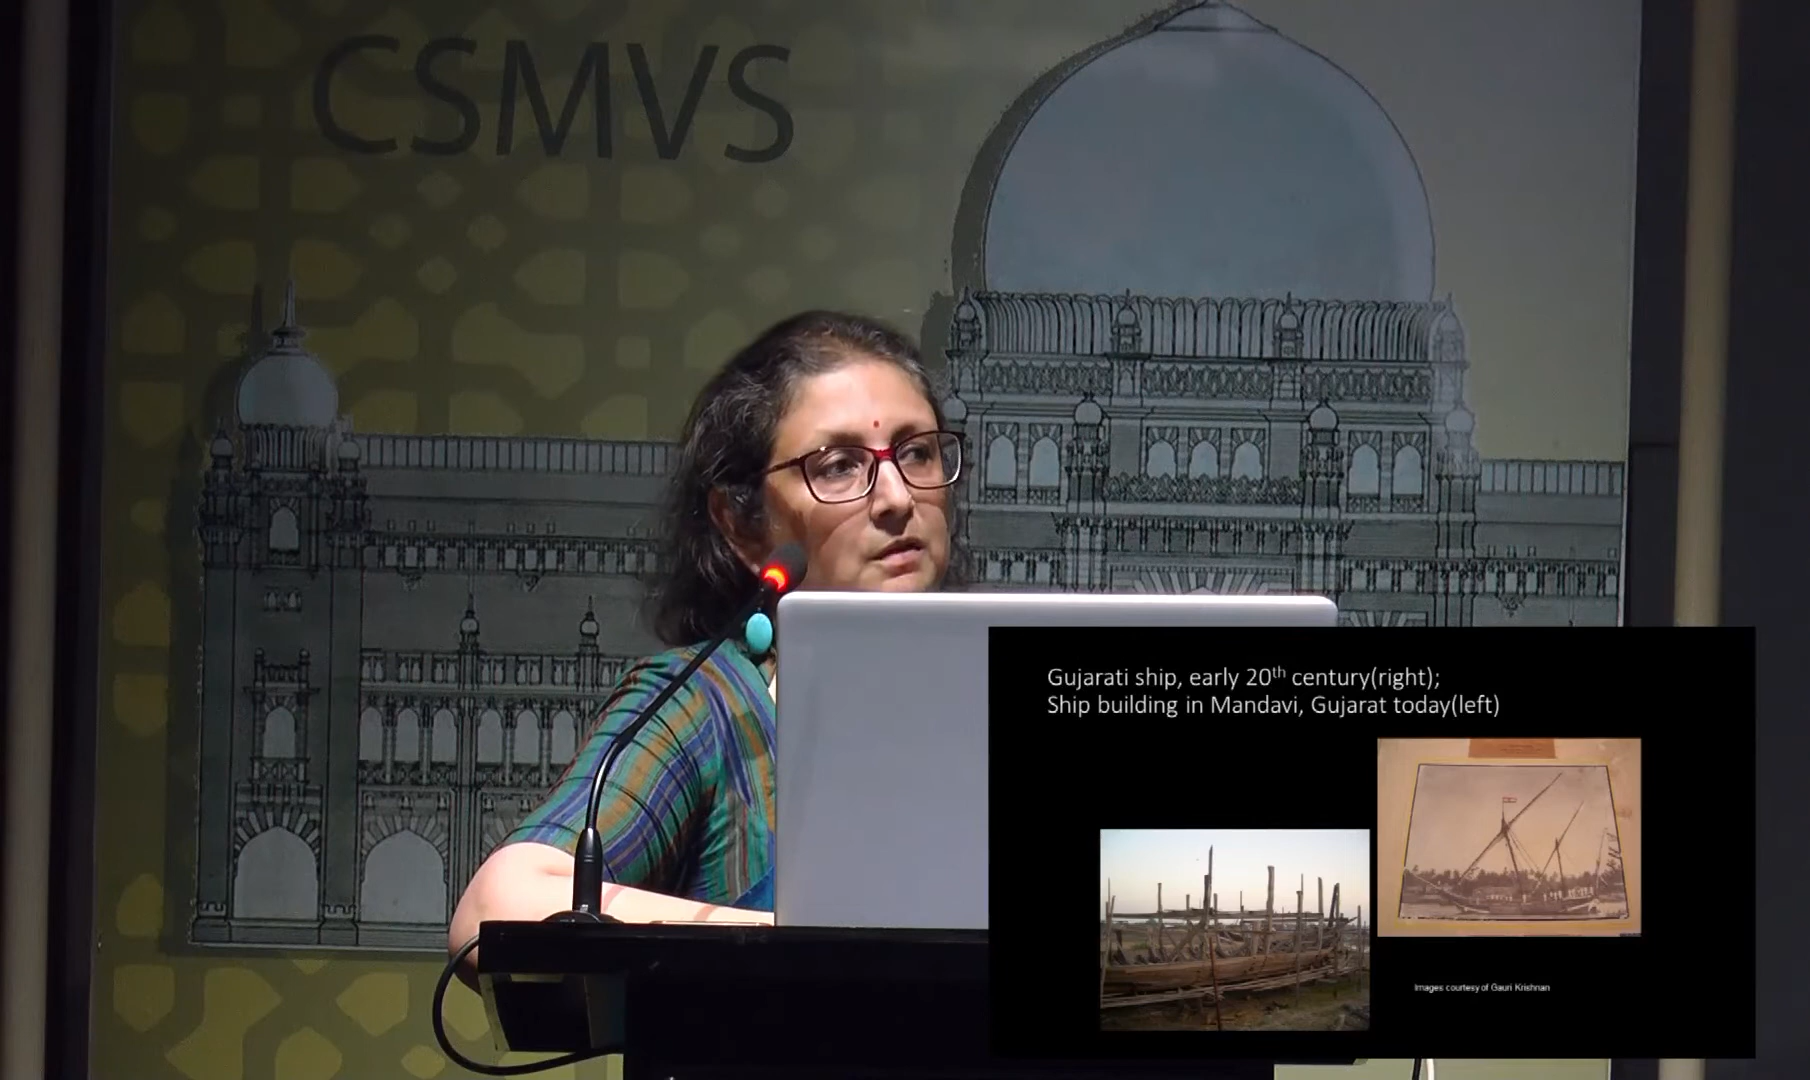 CSMVS
Gujarati ship, early 20th century(right);
Ship building in Mandavi, Gujarat today(left)
Images courtesy of Gauri Krishnan